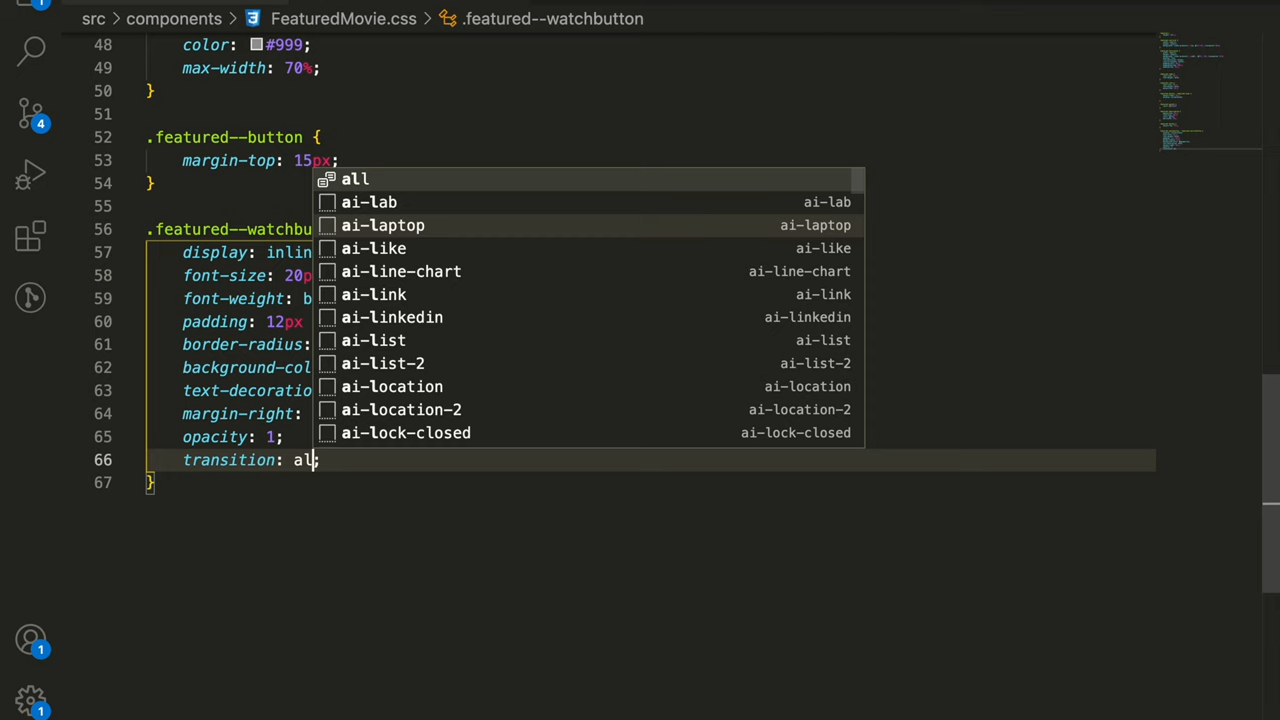 src > components > FeaturedMovie.css > .featured--watchbutton
48 color: #999;
49 max-width: 70%;
50 }
51
52 .featured--button {
53 margin-top: 15px;
54 }
55
56 .featured--watchbu
57 display: inlin
58 font-size: 20p
59 font-weight: b
60 padding: 12px
61 border-radius:
62 background-col
63 text-decoratio
64 margin-right:
65 opacity: 1;
66 transition: al;
67 }
all
ai-lab ai-lab
ai-laptop ai-laptop
ai-like ai-like
ai-line-chart ai-line-chart
ai-link ai-link
ai-linkedin ai-linkedin
ai-list ai-list
ai-list-2 ai-list-2
ai-location ai-location
ai-location-2 ai-location-2
ai-lock-closed ai-lock-closed
4
1
1